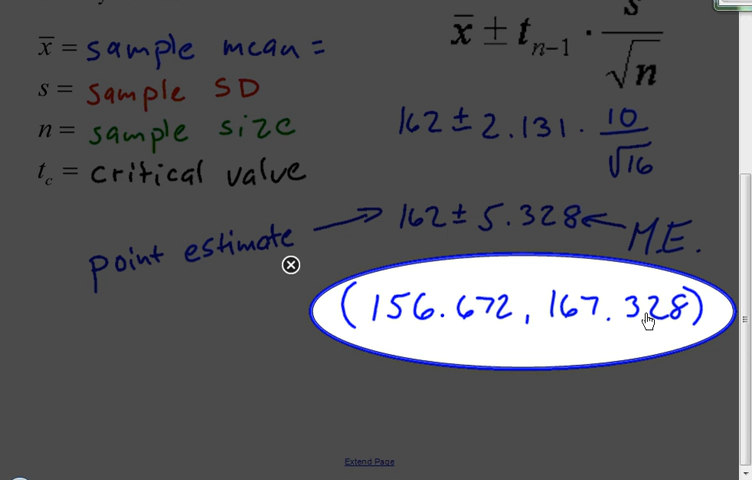 x̄ = sample mean =
s = sample SD
n = sample size
t_c = critical value
x̄ ± t_{n-1} · s/√n
162 ± 2.131 · 10/√16
point estimate → 162 ± 5.328 ← M.E.
(156.672, 167.328)
Extend Page